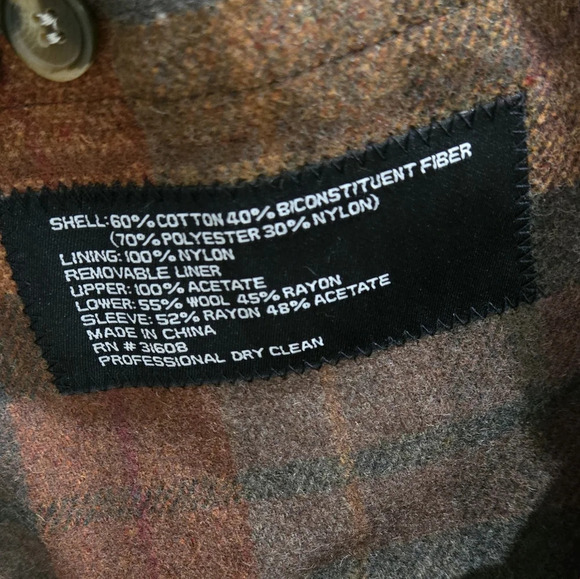 SHELL:60%COTTON 40% BICONSTITUENT FIBER
(70%POLYESTER 30%NYLON)
LINING:100%NYLON
REMOVABLE LINER
UPPER:100%ACETATE
LOWER:55% WOOL 45%RAYON
SLEEVE:52%RAYON 48%ACETATE
MADE IN CHINA
RN # 31608
PROFESSIONAL DRY CLEAN